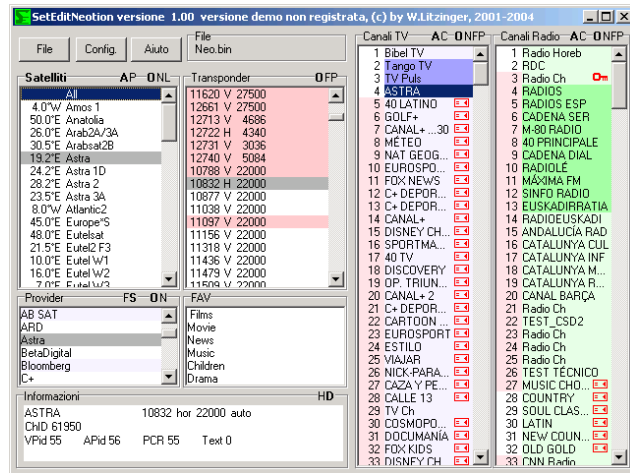 SetEditNeotion versione 1.00 versione demo non registrata, (c) by W.Litzinger, 2001-2004
File Config. Aiuto
File
Neo.bin
Satelliti AP ONL
All
4.0°W Amos 1
50.0°E Anatolia
26.0°E Arab2A/3A
30.5°E Arabsat2B
19.2°E Astra
24.2°E Astra 1D
28.2°E Astra 2
23.5°E Astra 3A
8.0°W Atlantic2
45.0°E Europe*S
48.0°E Eutelsat
21.5°E Eutel2 F3
10.0°E Eutel W1
16.0°E Eutel W2
7.0°E Eutel W3
Transponder OFP
11620 V 27500
12661 V 27500
12713 V 4686
12722 H 4340
12731 V 3036
12740 V 5084
10788 V 22000
10832 H 22000
10877 V 22000
11038 V 22000
11097 V 22000
11156 V 22000
11318 V 22000
11436 V 22000
11479 V 22000
11509 V 22000
Provider FS ON
AB SAT
ARD
Astra
BetaDigital
Bloomberg
C+
FAV
Films
Movie
News
Music
Children
Drama
Informazioni HD
ASTRA 10832 hor 22000 auto
ChID 61950
VPid 55 APid 56 PCR 55 Text 0
Canali TV AC ONFP
1 Bibel TV
2 Tango TV
3 TV Puls
4 ASTRA
5 40 LATINO
6 GOLF+
7 CANAL+ ...30
8 MÉTEO
9 NAT GEOG...
10 EUROSPO...
11 FOX NEWS
12 C+ DEPOR...
13 C+ DEPOR...
14 CANAL+
15 DISNEY CH...
16 SPORTMA...
17 40 TV
18 DISCOVERY
19 OP. TRIUN...
20 CANAL+ 2
21 C+ DEPOR...
22 CARTOON ...
23 EUROSPORT
24 ESTILO
25 VIAJAR
26 NICK-PARA...
27 CAZA Y PE...
28 CALLE 13
29 TV Ch
30 COSMOPO...
31 DOCUMANÍA
32 FOX KIDS
33 DISNEY CH
Canali Radio AC ONFP
1 Radio Horeb
2 RDC
3 Radio Ch
4 RADIOS
5 RADIOS ESP
6 CADENA SER
7 M-80 RADIO
8 40 PRINCIPALE
9 CADENA DIAL
10 RADIOLÉ
11 MÁXIMA FM
12 SINFO RADIO
13 EUSKADIRRATIA
14 RADIOEUSKADI
15 ANDALUCÍA RAD
16 CATALUNYA CUL
17 CATALUNYA INF
18 CATALUNYA M...
19 CATALUNYA R...
20 CANAL BARÇA
21 Radio Ch
22 TEST_CSD2
23 Radio Ch
24 Radio Ch
25 Radio Ch
26 TEST TÉCNICO
27 MUSIC CHO...
28 COUNTRY
29 SOUL CLAS...
30 LATIN
31 NEW COUN...
32 OLD GOLD
33 CNN Radio